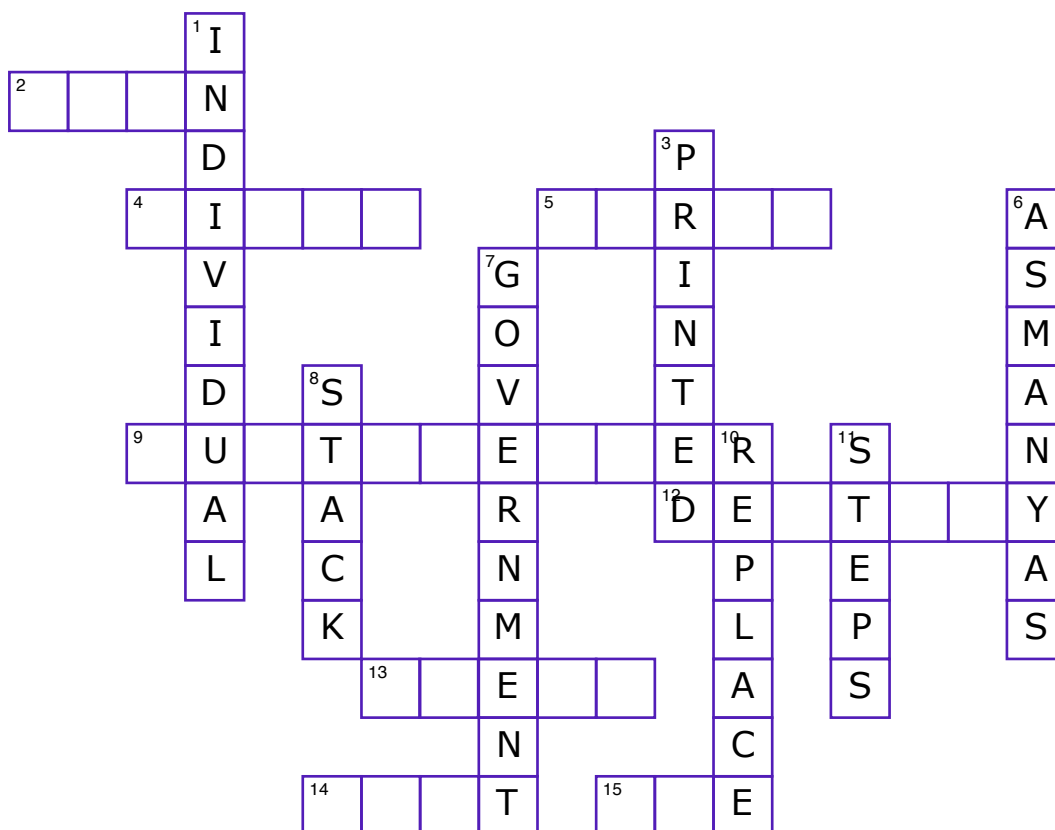 1 I
2 N
D 3 P
4 I 5 R 6 A
V 7 G I S
I O N M
D 8 S V T A
9 U T E E 10 R 11 S N
A A R 12 D E T Y
L C N P E A
K M L P S
13 E A S
N C
14 T 15 E